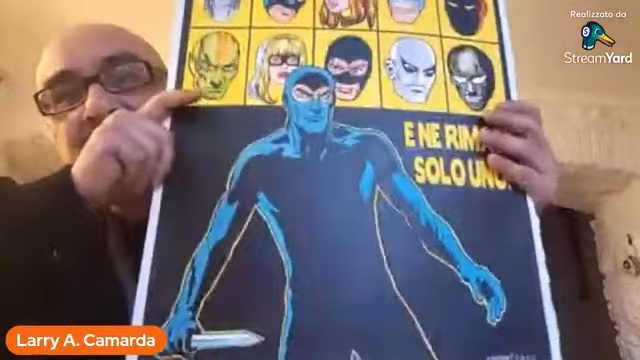 Realizzato da
StreamYard
E NE RIMA
SOLO UNO
Larry A. Camarda